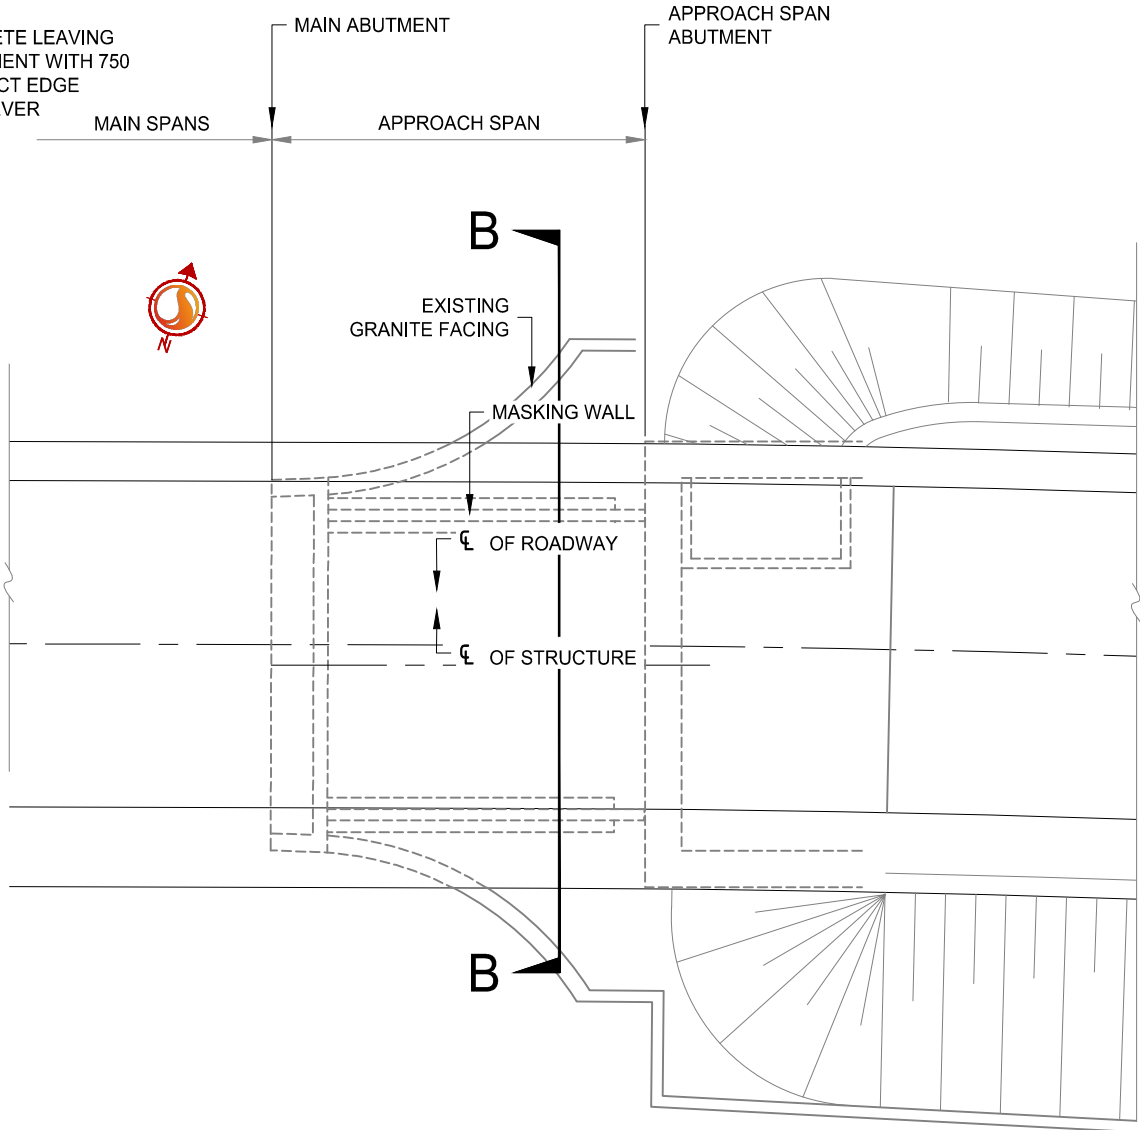 ETE LEAVING
MENT WITH 750
CT EDGE
VER
MAIN ABUTMENT
APPROACH SPAN
ABUTMENT
MAIN SPANS
APPROACH SPAN
B
N
EXISTING
GRANITE FACING
MASKING WALL
℄ OF ROADWAY
℄ OF STRUCTURE
B